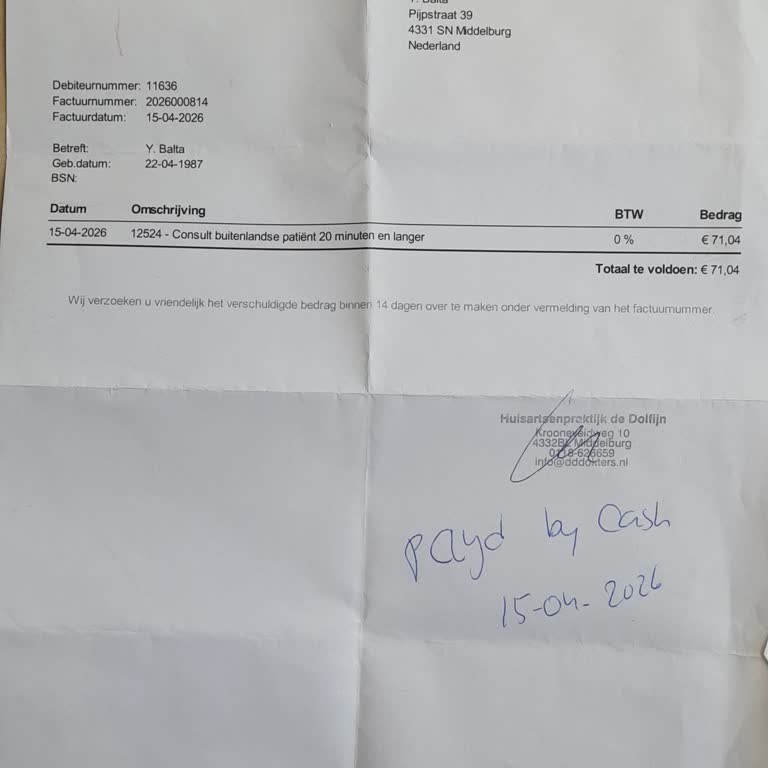 Y. Balta
Pijpstraat 39
4331 SN Middelburg
Nederland
Debiteurnummer: 11636
Factuurnummer: 2026000814
Factuurdatum: 15-04-2026
Betreft: Y. Balta
Geb.datum: 22-04-1987
BSN:
Datum Omschrijving BTW Bedrag
15-04-2026 12524 - Consult buitenlandse patiënt 20 minuten en langer 0 % € 71,04
Totaal te voldoen: € 71,04
Wij verzoeken u vriendelijk het verschuldigde bedrag binnen 14 dagen over te maken onder vermelding van het factuurnummer.
Huisartsenpraktijk de Dolfijn
10
Middelburg
info@dddokters.nl
payd by Cash
15-04-2026